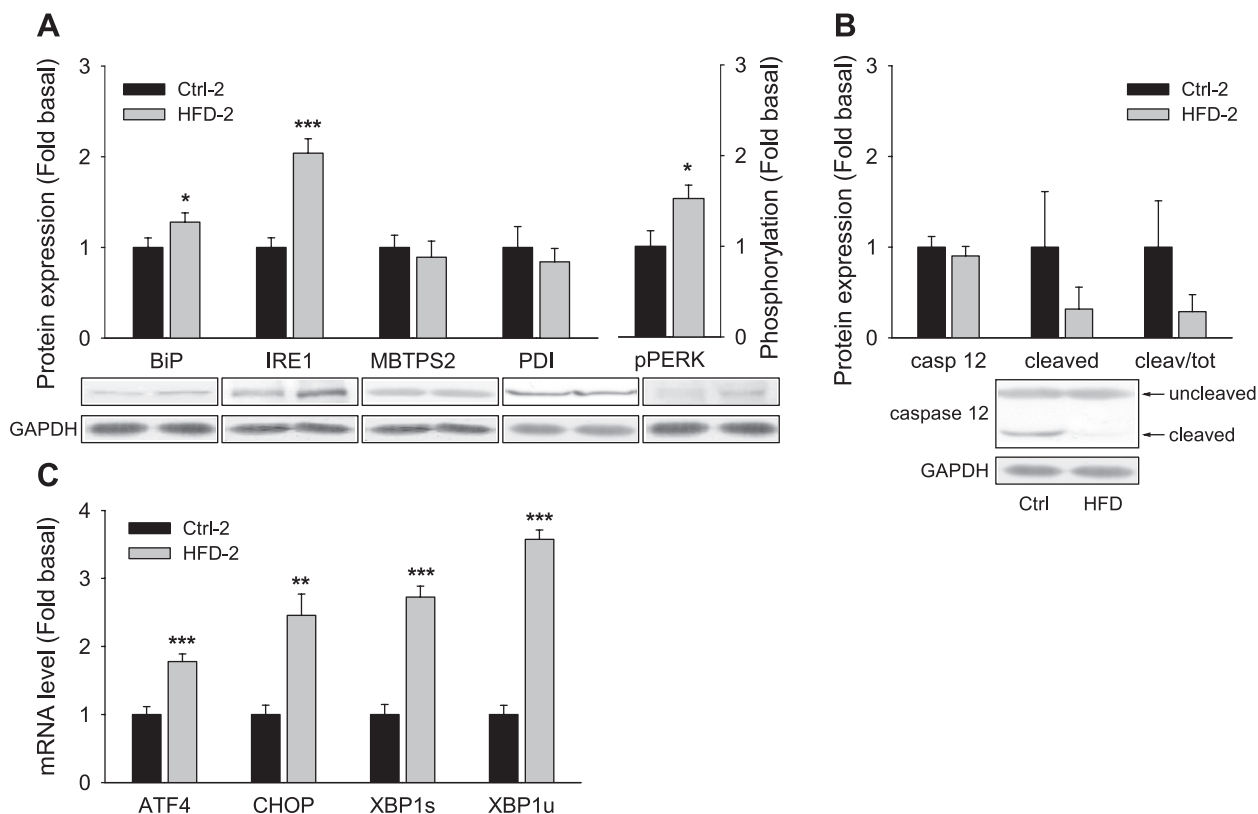 A
Protein expression (Fold basal)
3
2
1
0
Ctrl-2
HFD-2
*
***
*
3
2
1
0
Phosphorylation (Fold basal)
BiP IRE1 MBTPS2 PDI pPERK
GAPDH
B
Protein expression (Fold basal)
3
2
1
0
Ctrl-2
HFD-2
casp 12 cleaved cleav/tot
caspase 12
uncleaved
cleaved
GAPDH
Ctrl HFD
C
mRNA level (Fold basal)
4
3
2
1
0
Ctrl-2
HFD-2
***
**
***
***
ATF4 CHOP XBP1s XBP1u